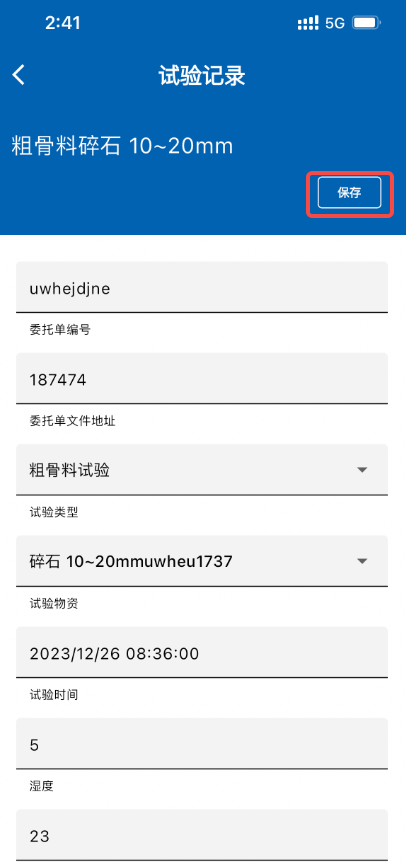 2:41
5G
试验记录
粗骨料碎石 10~20mm
保存
uwhejdjne
委托单编号
187474
委托单文件地址
粗骨料试验
试验类型
碎石 10~20mmuwheu1737
试验物资
2023/12/26 08:36:00
试验时间
5
湿度
23